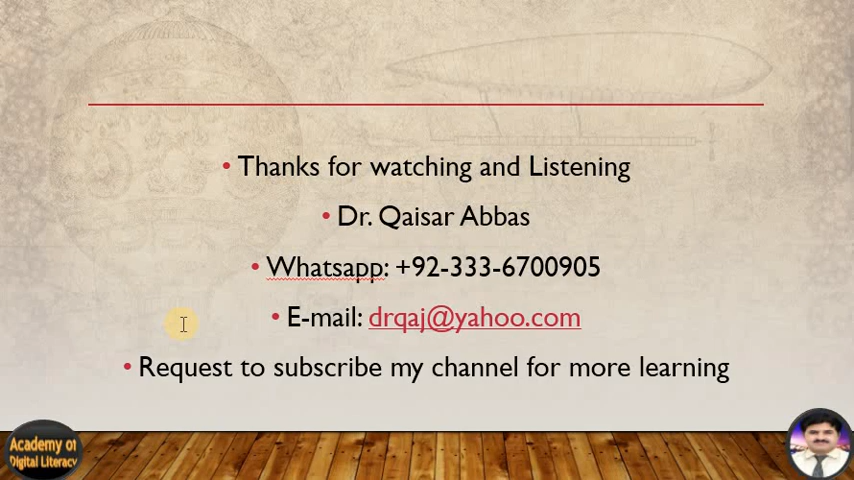 • Thanks for watching and Listening
• Dr. Qaisar Abbas
• Whatsapp: +92-333-6700905
• E-mail: drqaj@yahoo.com
• Request to subscribe my channel for more learning
Academy of
Digital Literacy